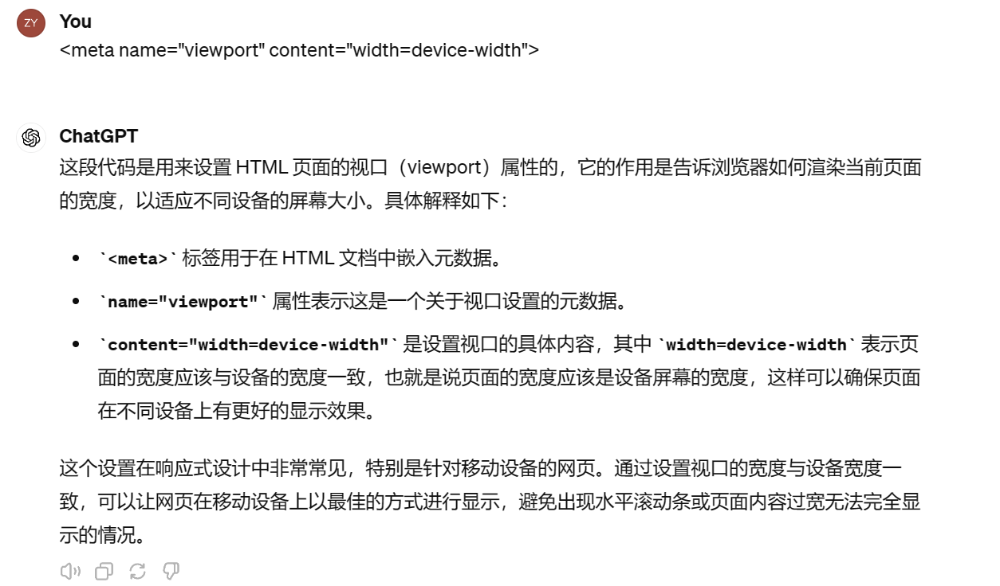 ZY
You
<meta name="viewport" content="width=device-width">
ChatGPT
这段代码是用来设置 HTML 页面的视口（viewport）属性的，它的作用是告诉浏览器如何渲染当前页面
的宽度，以适应不同设备的屏幕大小。具体解释如下：
• `<meta>` 标签用于在 HTML 文档中嵌入元数据。
• `name="viewport"` 属性表示这是一个关于视口设置的元数据。
• `content="width=device-width"` 是设置视口的具体内容，其中 `width=device-width` 表示页
面的宽度应该与设备的宽度一致，也就是说页面的宽度应该是设备屏幕的宽度，这样可以确保页面
在不同设备上有更好的显示效果。
这个设置在响应式设计中非常常见，特别是针对移动设备的网页。通过设置视口的宽度与设备宽度一
致，可以让网页在移动设备上以最佳的方式进行显示，避免出现水平滚动条或页面内容过宽无法完全显
示的情况。